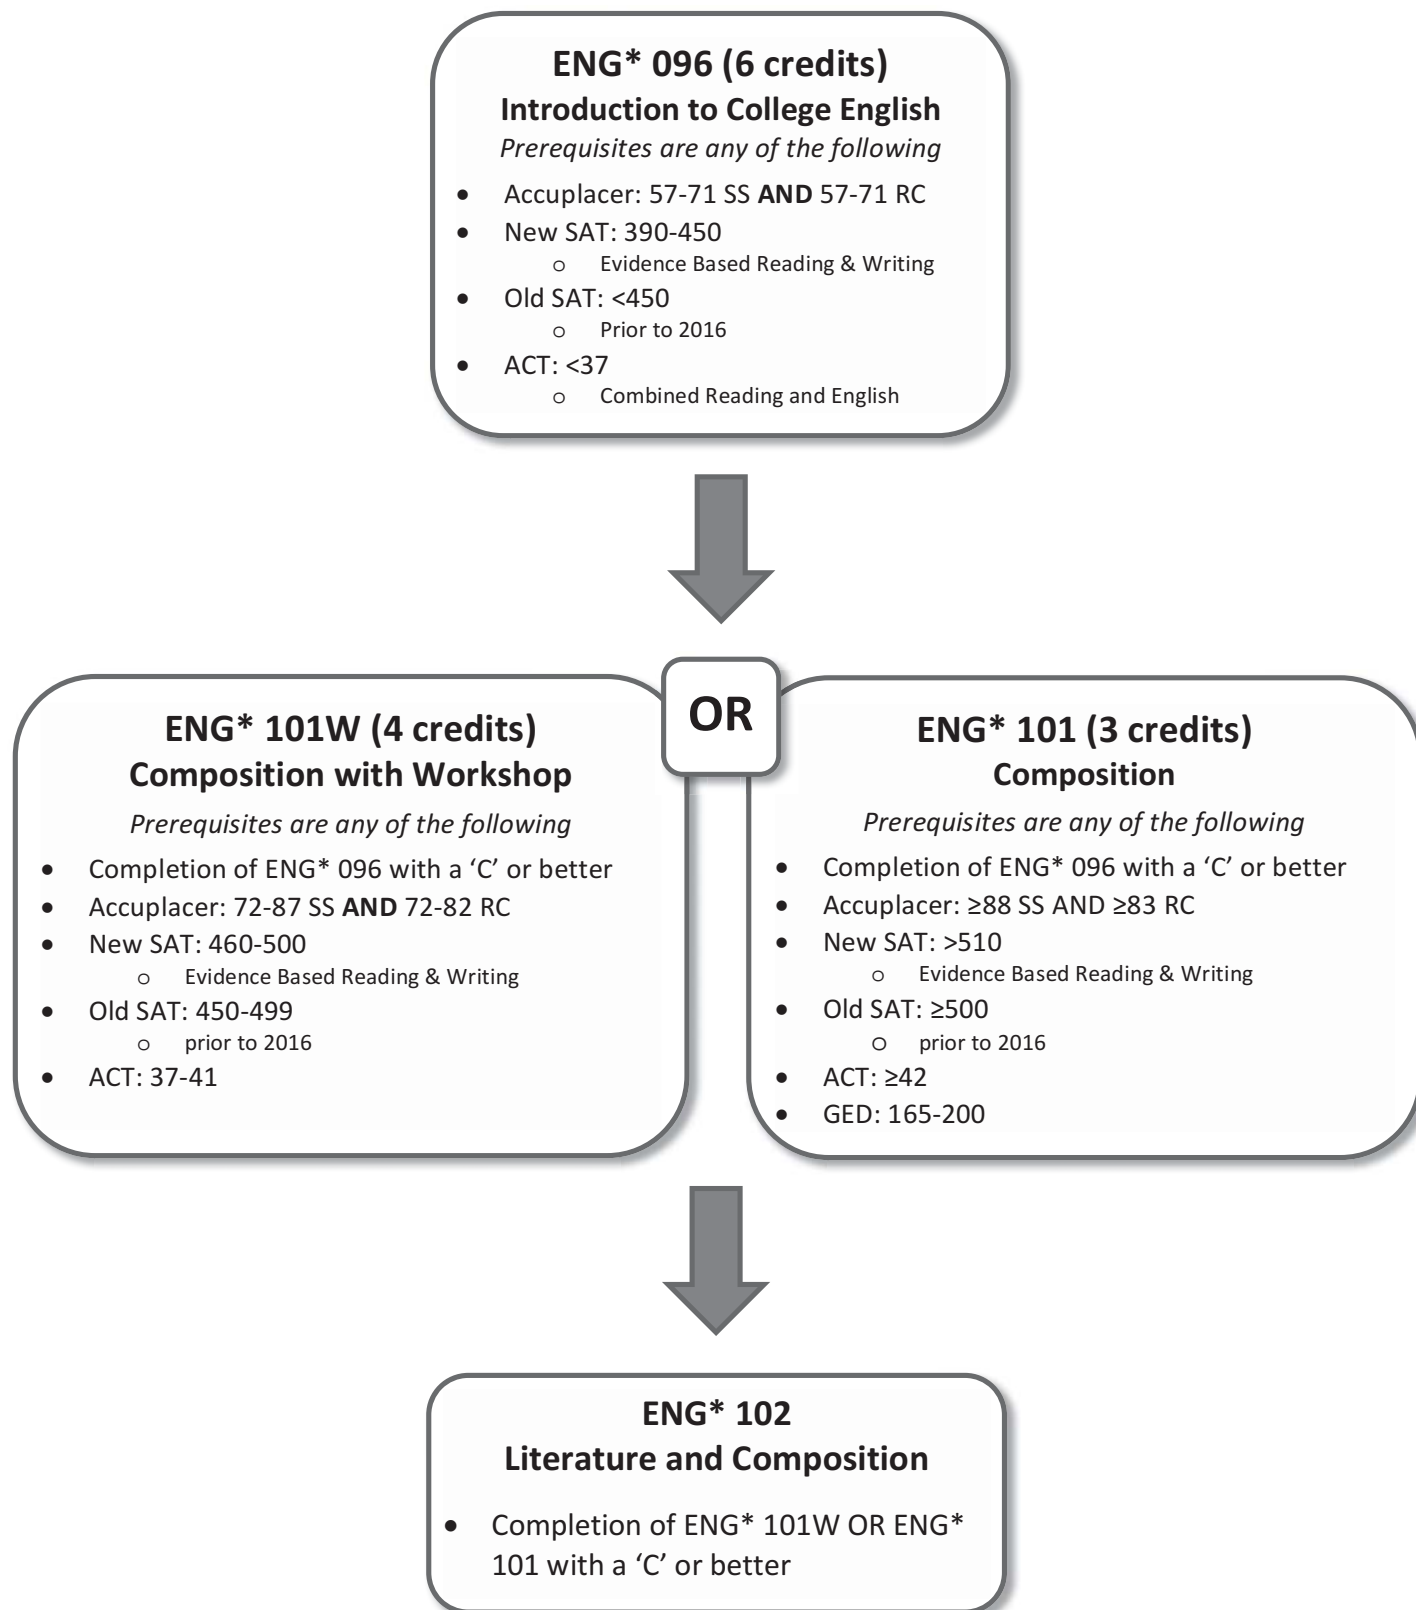 ENG* 096 (6 credits)
Introduction to College English
Prerequisites are any of the following
• Accuplacer: 57-71 SS AND 57-71 RC
• New SAT: 390-450
o Evidence Based Reading & Writing
• Old SAT: <450
o Prior to 2016
• ACT: <37
o Combined Reading and English
OR
ENG* 101W (4 credits)
Composition with Workshop
Prerequisites are any of the following
• Completion of ENG* 096 with a ‘C’ or better
• Accuplacer: 72-87 SS AND 72-82 RC
• New SAT: 460-500
o Evidence Based Reading & Writing
• Old SAT: 450-499
o prior to 2016
• ACT: 37-41
ENG* 101 (3 credits)
Composition
Prerequisites are any of the following
• Completion of ENG* 096 with a ‘C’ or better
• Accuplacer: ≥88 SS AND ≥83 RC
• New SAT: >510
o Evidence Based Reading & Writing
• Old SAT: ≥500
o prior to 2016
• ACT: ≥42
• GED: 165-200
ENG* 102
Literature and Composition
• Completion of ENG* 101W OR ENG*
101 with a ‘C’ or better